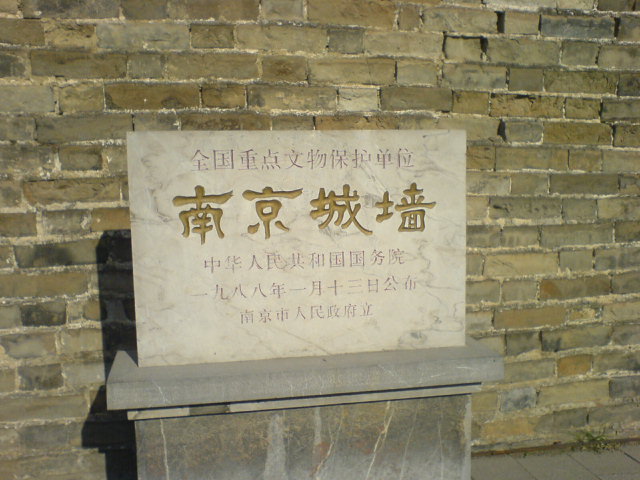 全国重点文物保护单位
南京城墙
中华人民共和国国务院
一九八八年一月十三日公布
南京市人民政府立